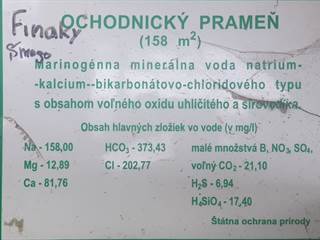 Finaky
OCHODNICKÝ PRAMEŇ
(158 m²)
Marinogénna minerálna voda natrium-
-kalcium--bikarbonátovo-chloridového typu
s obsahom voľného oxidu uhličitého a sírovodíka.
Obsah hlavných zložiek vo vode (v mg/l)
Na - 158,00 HCO₃ - 373,43 malé množstvá B, NO₃, SO₄,
Mg - 12,89 Cl - 202,77 voľný CO₂ - 21,10
Ca - 81,76 H₂S - 6,94
H₄SiO₄ - 17,40
Štátna ochrana prírody